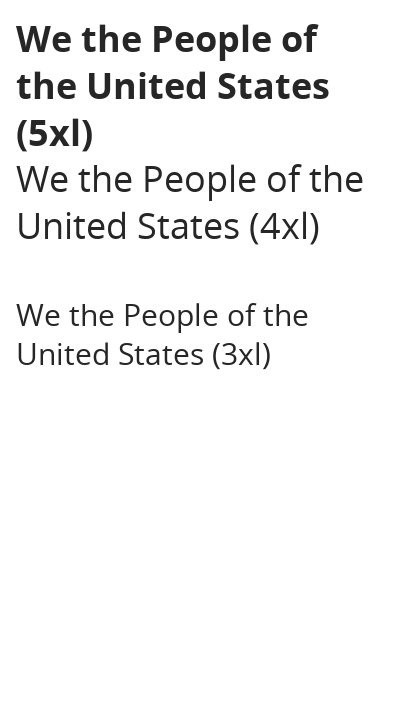 We the People of
the United States
(5xl)
We the People of the
United States (4xl)
We the People of the
United States (3xl)